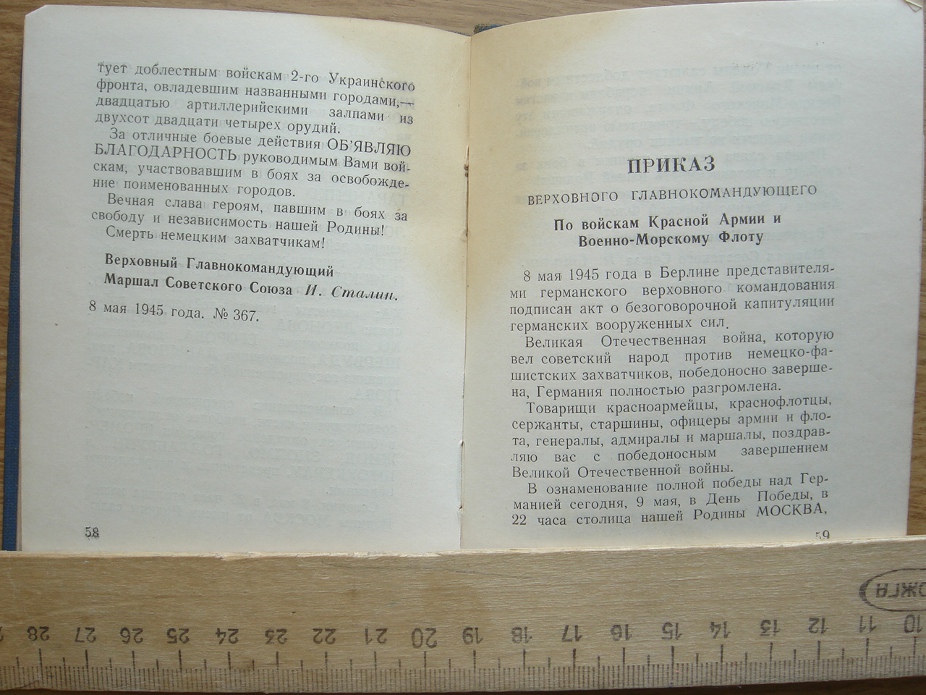 тует доблестным войскам 2-го Украинского
фронта, овладевшим названными городами,—
двадцатью артиллерийскими залпами из
двухсот двадцати четырех орудий.
За отличные боевые действия ОБ'ЯВЛЯЮ
БЛАГОДАРНОСТЬ руководимым Вами вой-
скам, участвовавшим в боях за освобожде-
ние поименованных городов.
Вечная слава героям, павшим в боях за
свободу и независимость нашей Родины!
Смерть немецким захватчикам!
Верховный Главнокомандующий
Маршал Советского Союза И. Сталин.
8 мая 1945 года. № 367.
58
ПРИКАЗ
ВЕРХОВНОГО ГЛАВНОКОМАНДУЮЩЕГО
По войскам Красной Армии и
Военно-Морскому Флоту
8 мая 1945 года в Берлине представителя-
ми германского верховного командования
подписан акт о безоговорочной капитуляции
германских вооруженных сил.
Великая Отечественная война, которую
вел советский народ против немецко-фа-
шистских захватчиков, победоносно заверше-
на, Германия полностью разгромлена.
Товарищи красноармейцы, краснофлотцы,
сержанты, старшины, офицеры армии и фло-
та, генералы, адмиралы и маршалы, поздрав-
ляю вас с победоносным завершением
Великой Отечественной войны.
В ознаменование полной победы над Гер-
манией сегодня, 9 мая, в День Победы, в
22 часа столица нашей Родины МОСКВА,
59
28 27 26 25 24 23 22 21 20 19 18 17 16 15 14 13 12 11 10